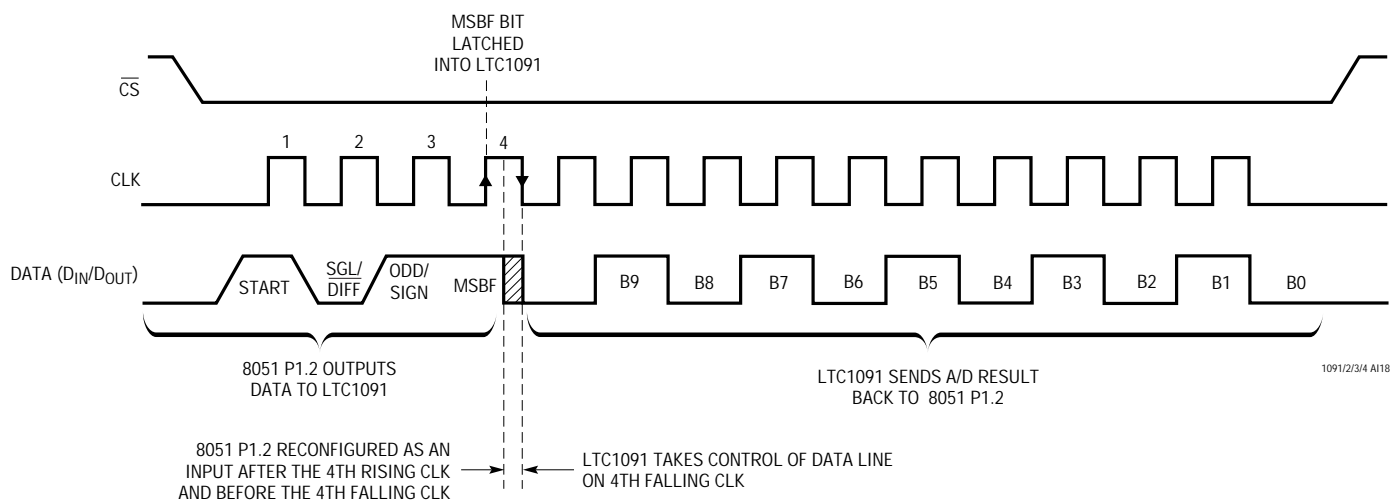 MSBF BIT
LATCHED
INTO LTC1091
CS
1 2 3 4
CLK
DATA (DIN/DOUT)
START
SGL/
DIFF
ODD/
SIGN
MSBF
B9 B8 B7 B6 B5 B4 B3 B2 B1 B0
8051 P1.2 OUTPUTS
DATA TO LTC1091
LTC1091 SENDS A/D RESULT
BACK TO 8051 P1.2
1091/2/3/4 AI18
8051 P1.2 RECONFIGURED AS AN
INPUT AFTER THE 4TH RISING CLK
AND BEFORE THE 4TH FALLING CLK
LTC1091 TAKES CONTROL OF DATA LINE
ON 4TH FALLING CLK